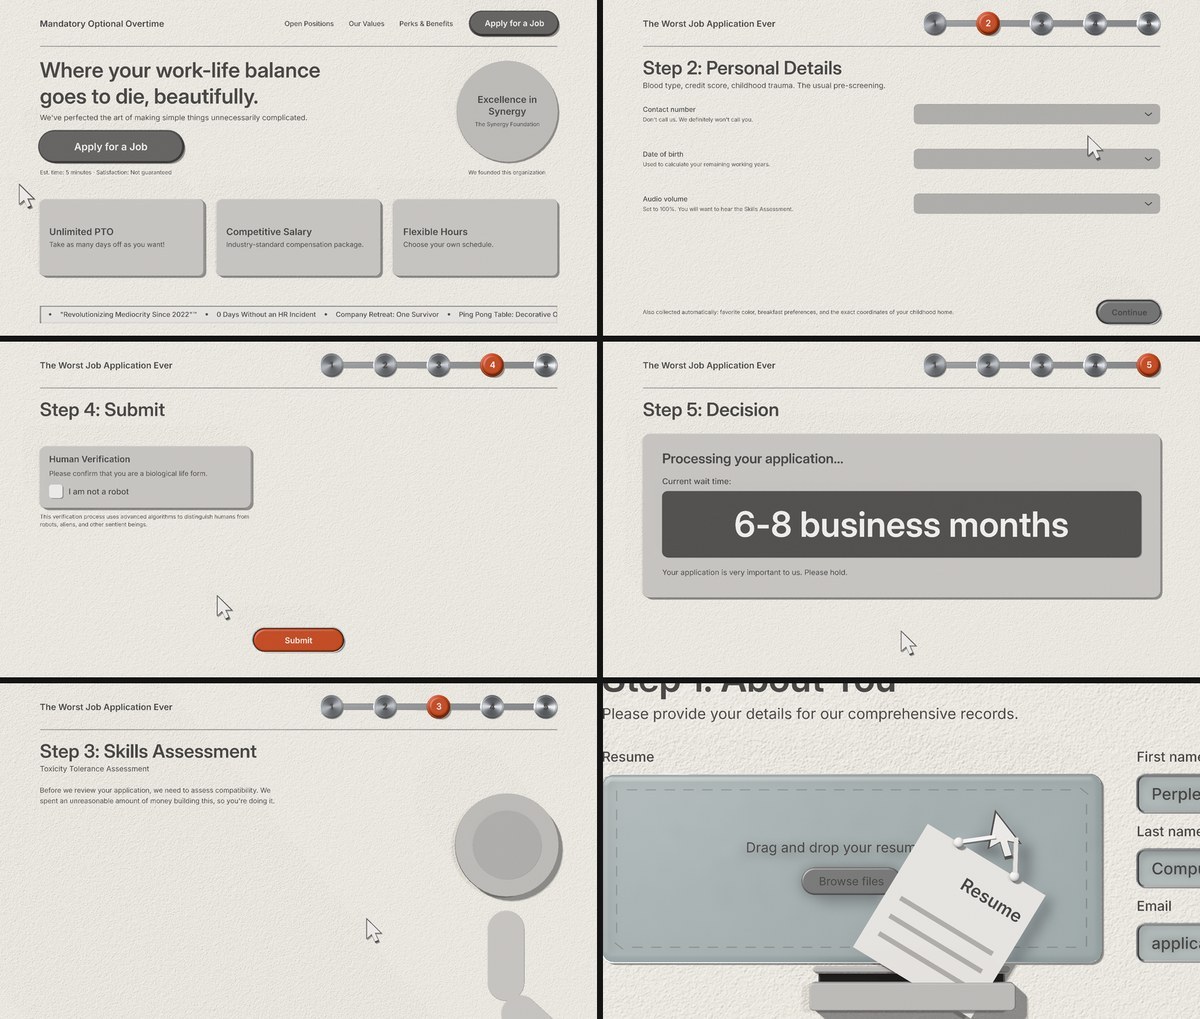 Mandatory Optional Overtime
Open Positions
Our Values
Perks & Benefits
Apply for a Job
Where your work-life balance
goes to die, beautifully.
We've perfected the art of making simple things unnecessarily complicated.
Apply for a Job
Est. time: 5 minutes · Satisfaction: Not guaranteed
Excellence in
Synergy
The Synergy Foundation
We founded this organization
Unlimited PTO
Take as many days off as you want!
Competitive Salary
Industry-standard compensation package.
Flexible Hours
Choose your own schedule.
• "Revolutionizing Mediocrity Since 2022"™ • 0 Days Without an HR Incident • Company Retreat: One Survivor • Ping Pong Table: Decorative O
The Worst Job Application Ever
2
Step 2: Personal Details
Blood type, credit score, childhood trauma. The usual pre-screening.
Contact number
Don't call us. We definitely won't call you.
Date of birth
Used to calculate your remaining working years.
Audio volume
Set to 100%. You will want to hear the Skills Assessment.
Also collected automatically: favorite color, breakfast preferences, and the exact coordinates of your childhood home.
Continue
The Worst Job Application Ever
4
Step 4: Submit
Human Verification
Please confirm that you are a biological life form.
I am not a robot
This verification process uses advanced algorithms to distinguish humans from
robots, aliens, and other sentient beings.
Submit
The Worst Job Application Ever
5
Step 5: Decision
Processing your application...
Current wait time:
6-8 business months
Your application is very important to us. Please hold.
The Worst Job Application Ever
3
Step 3: Skills Assessment
Toxicity Tolerance Assessment
Before we review your application, we need to assess compatibility. We
spent an unreasonable amount of money building this, so you're doing it.
Step 1: About You
Please provide your details for our comprehensive records.
Resume
Drag and drop your resum
Browse files
Resume
First name
Perple
Last name
Compu
Email
applica